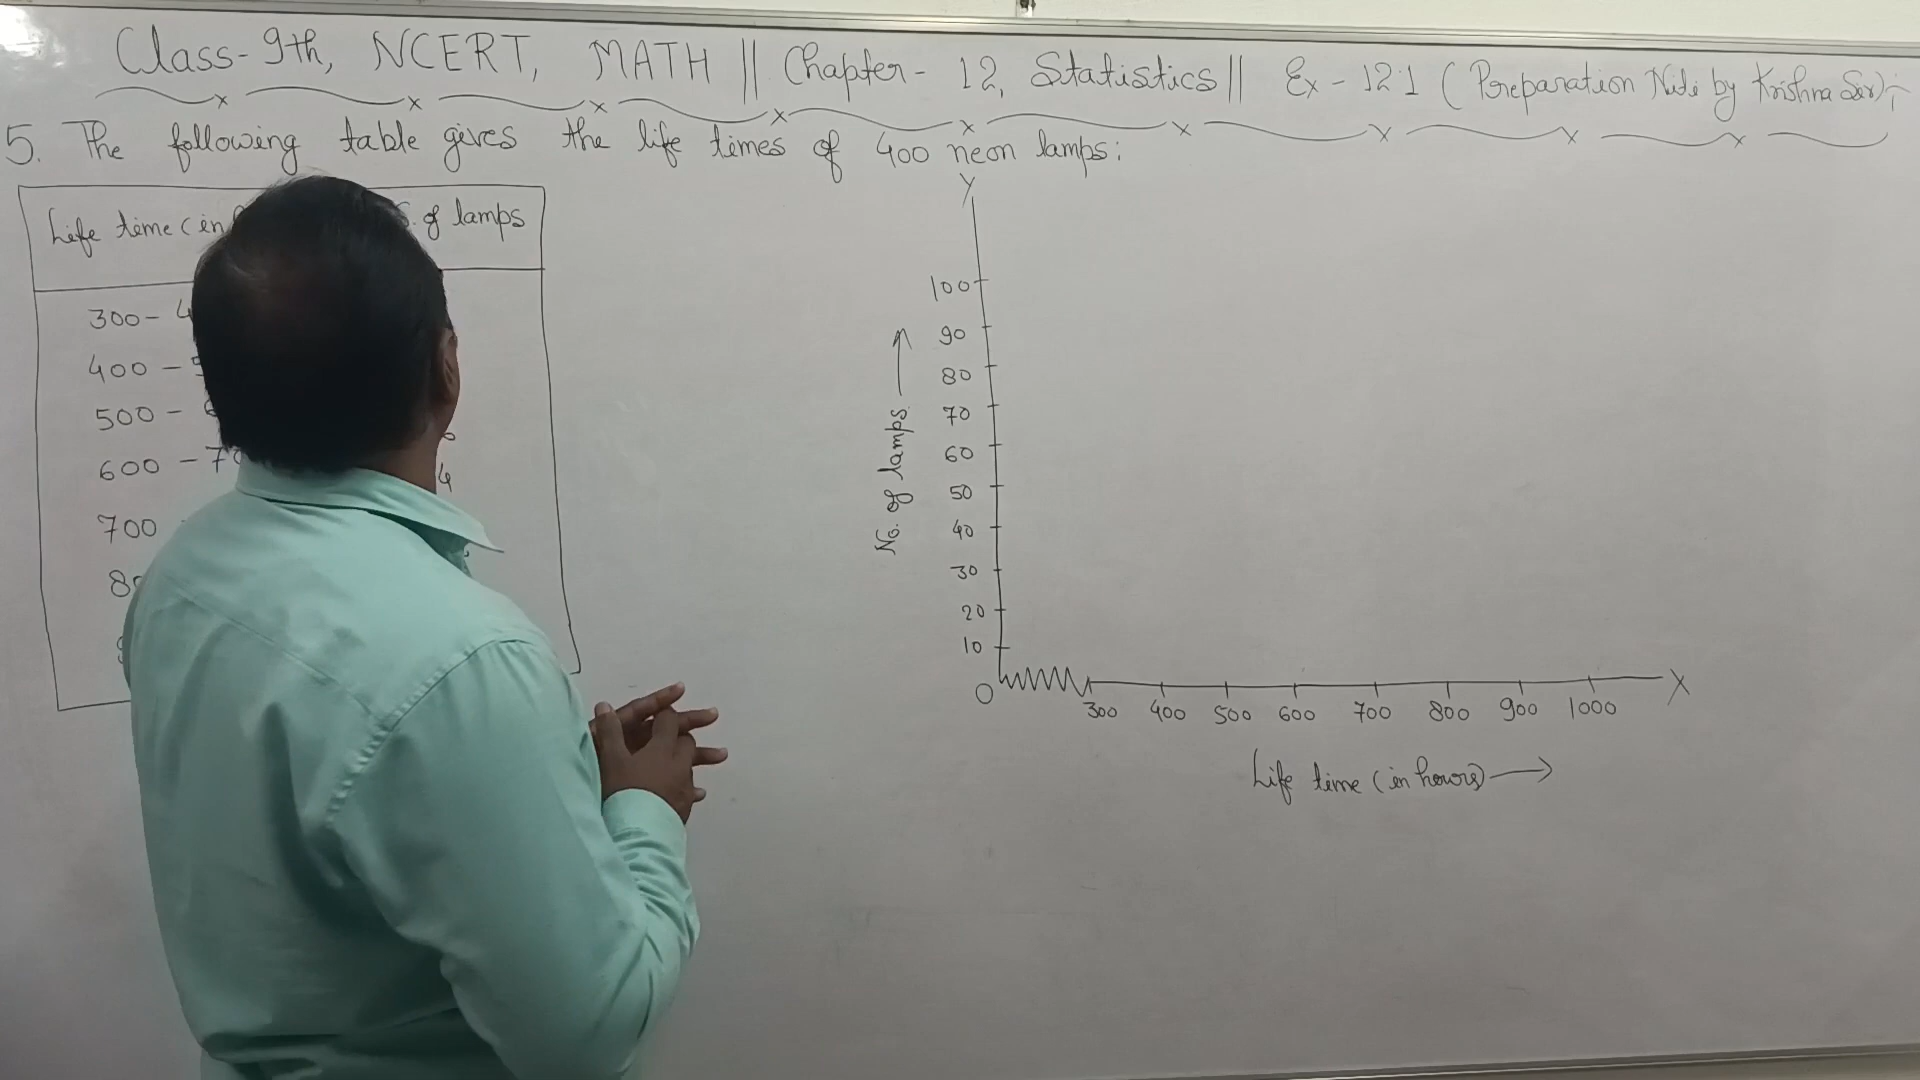 Class-9th, NCERT, MATH || Chapter-12, Statistics || Ex-12.1 (Preparation Niti by Krishna Sir);-
5. The following table gives the life times of 400 neon lamps:
Life time (in of lamps
300-
400 -
500 -
600 - 70
700
Y
100
90
80
70
60
50
40
30
20
10
No. of lamps →
O
300 400 500 600 700 800 900 1000 X
Life time (in hours) →